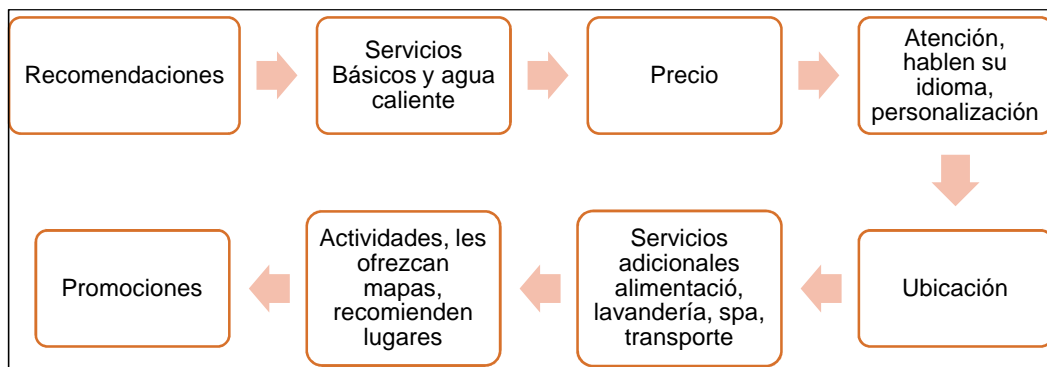 Recomendaciones
Servicios
Básicos y agua
caliente
Precio
Atención,
hablen su
idioma,
personalización
Ubicación
Servicios
adicionales
alimentació,
lavandería, spa,
transporte
Actividades, les
ofrezcan
mapas,
recomienden
lugares
Promociones